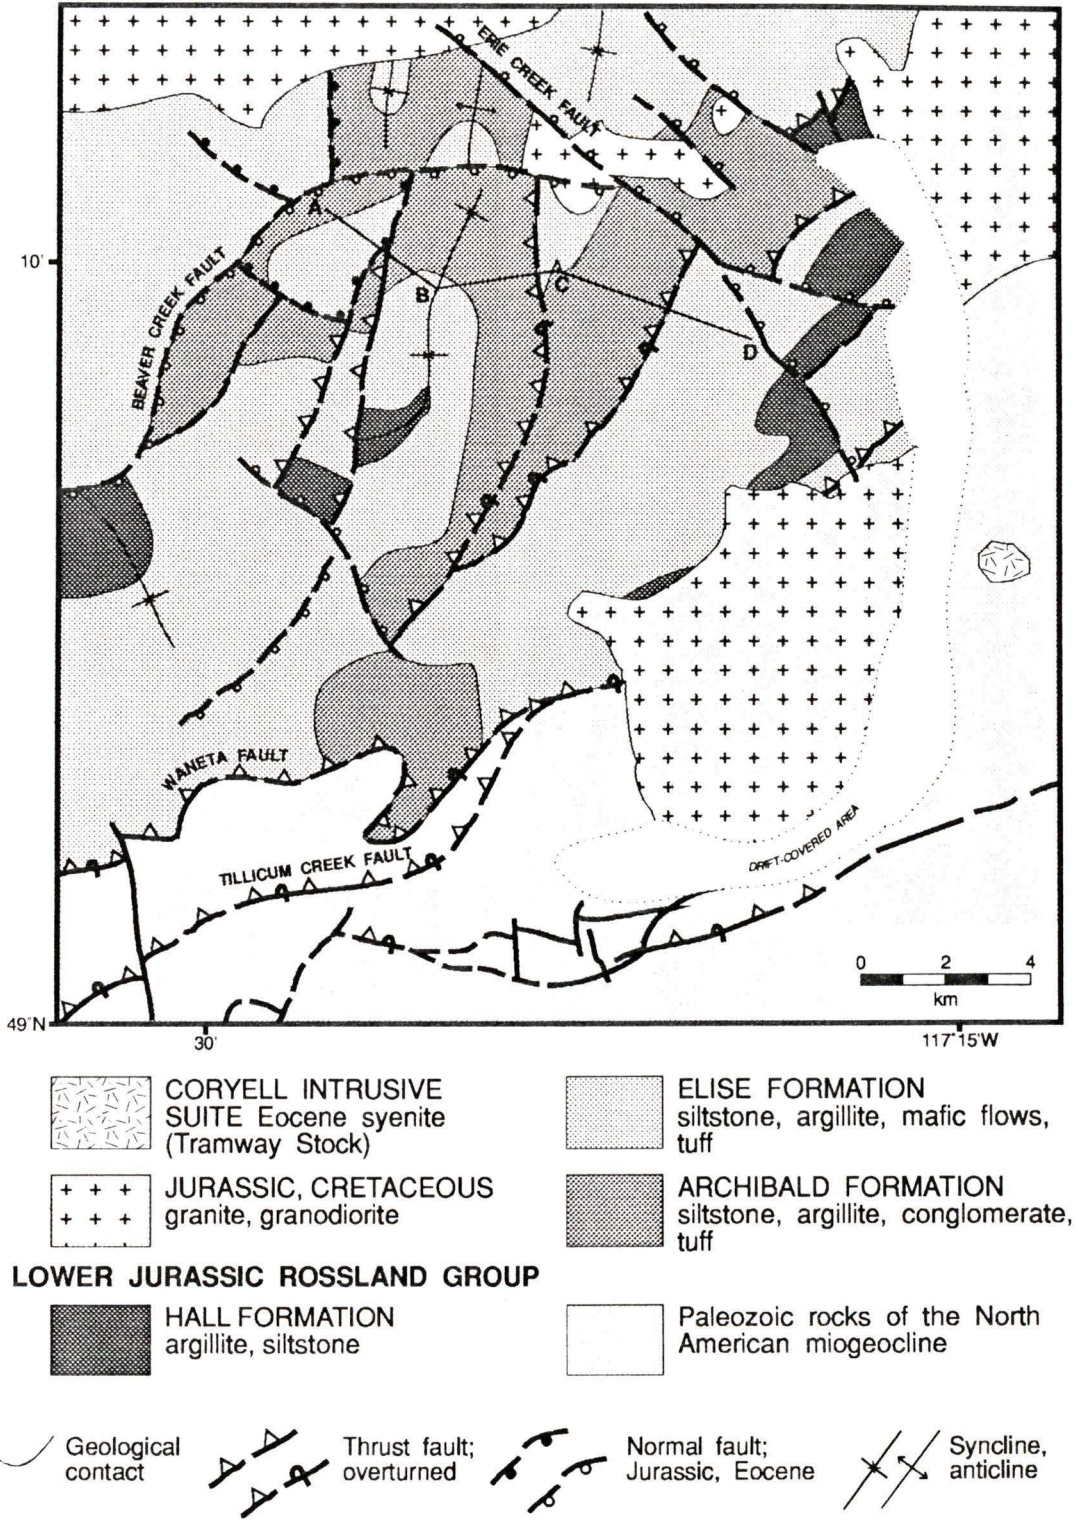 ERIE CREEK FAULT
A
10'
BEAVER CREEK FAULT
B
C
D
WANETA FAULT
TILLICUM CREEK FAULT
DRIFT-COVERED AREA
0 2 4
km
49°N
30'
117°15'W
CORYELL INTRUSIVE
SUITE Eocene syenite
(Tramway Stock)
JURASSIC, CRETACEOUS
granite, granodiorite
LOWER JURASSIC ROSSLAND GROUP
HALL FORMATION
argillite, siltstone
ELISE FORMATION
siltstone, argillite, mafic flows,
tuff
ARCHIBALD FORMATION
siltstone, argillite, conglomerate,
tuff
Paleozoic rocks of the North
American miogeocline
Geological
contact
Thrust fault;
overturned
Normal fault;
Jurassic, Eocene
Syncline,
anticline